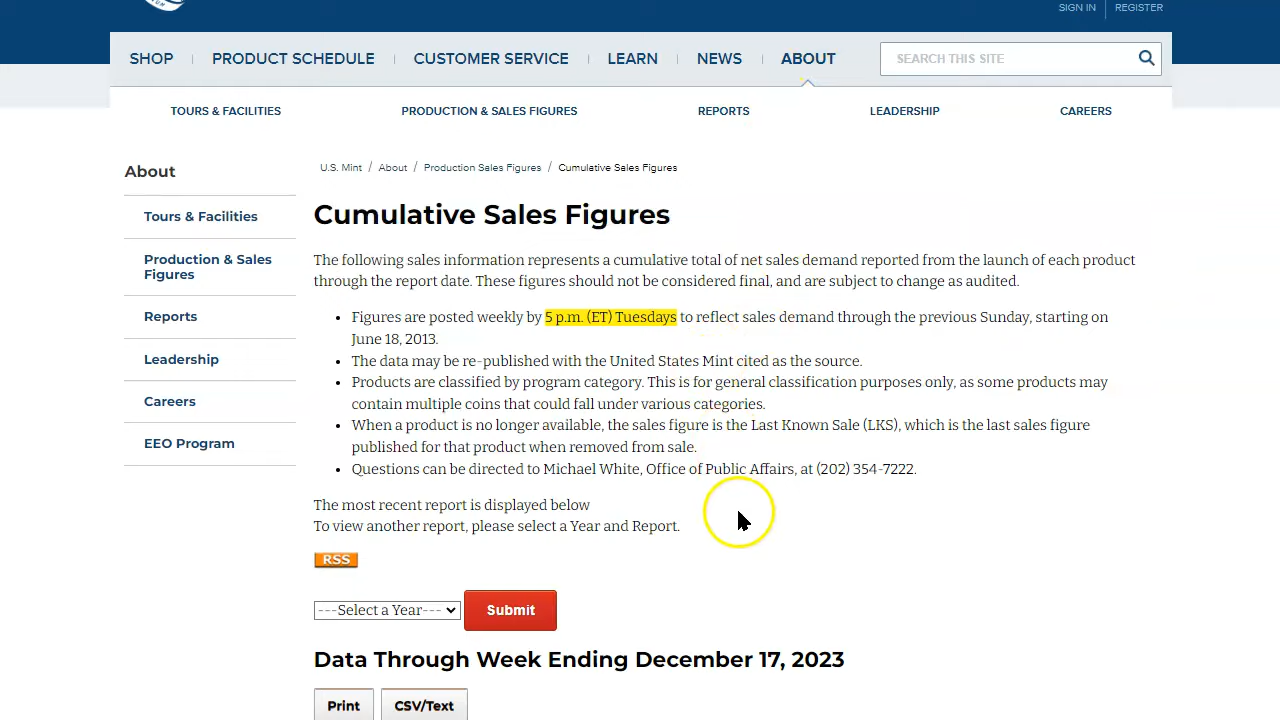 SIGN IN REGISTER
SHOP PRODUCT SCHEDULE CUSTOMER SERVICE LEARN NEWS ABOUT SEARCH THIS SITE
TOURS & FACILITIES PRODUCTION & SALES FIGURES REPORTS LEADERSHIP CAREERS
About
Tours & Facilities
Production & Sales
Figures
Reports
Leadership
Careers
EEO Program
U.S. Mint / About / Production Sales Figures / Cumulative Sales Figures
Cumulative Sales Figures
The following sales information represents a cumulative total of net sales demand reported from the launch of each product
through the report date. These figures should not be considered final, and are subject to change as audited.
• Figures are posted weekly by 5 p.m. (ET) Tuesdays to reflect sales demand through the previous Sunday, starting on
June 18, 2013.
• The data may be re-published with the United States Mint cited as the source.
• Products are classified by program category. This is for general classification purposes only, as some products may
contain multiple coins that could fall under various categories.
• When a product is no longer available, the sales figure is the Last Known Sale (LKS), which is the last sales figure
published for that product when removed from sale.
• Questions can be directed to Michael White, Office of Public Affairs, at (202) 354-7222.
The most recent report is displayed below
To view another report, please select a Year and Report.
RSS
---Select a Year--- Submit
Data Through Week Ending December 17, 2023
Print CSV/Text